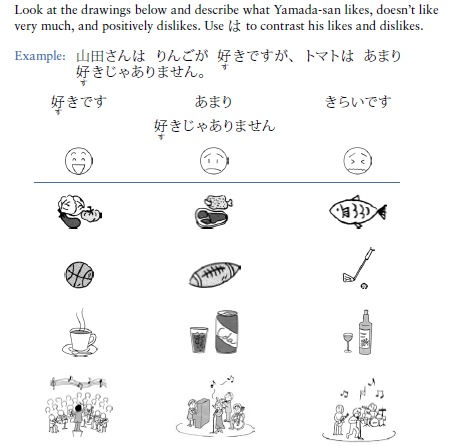 Look at the drawings below and describe what Yamada-san likes, doesn't like
very much, and positively dislikes. Use は to contrast his likes and dislikes.
Example: 山田さんは りんごが 好きですが、トマトは あまり
す
好きじゃありません。
す
好きです あまり きらいです
す
好きじゃありません
す